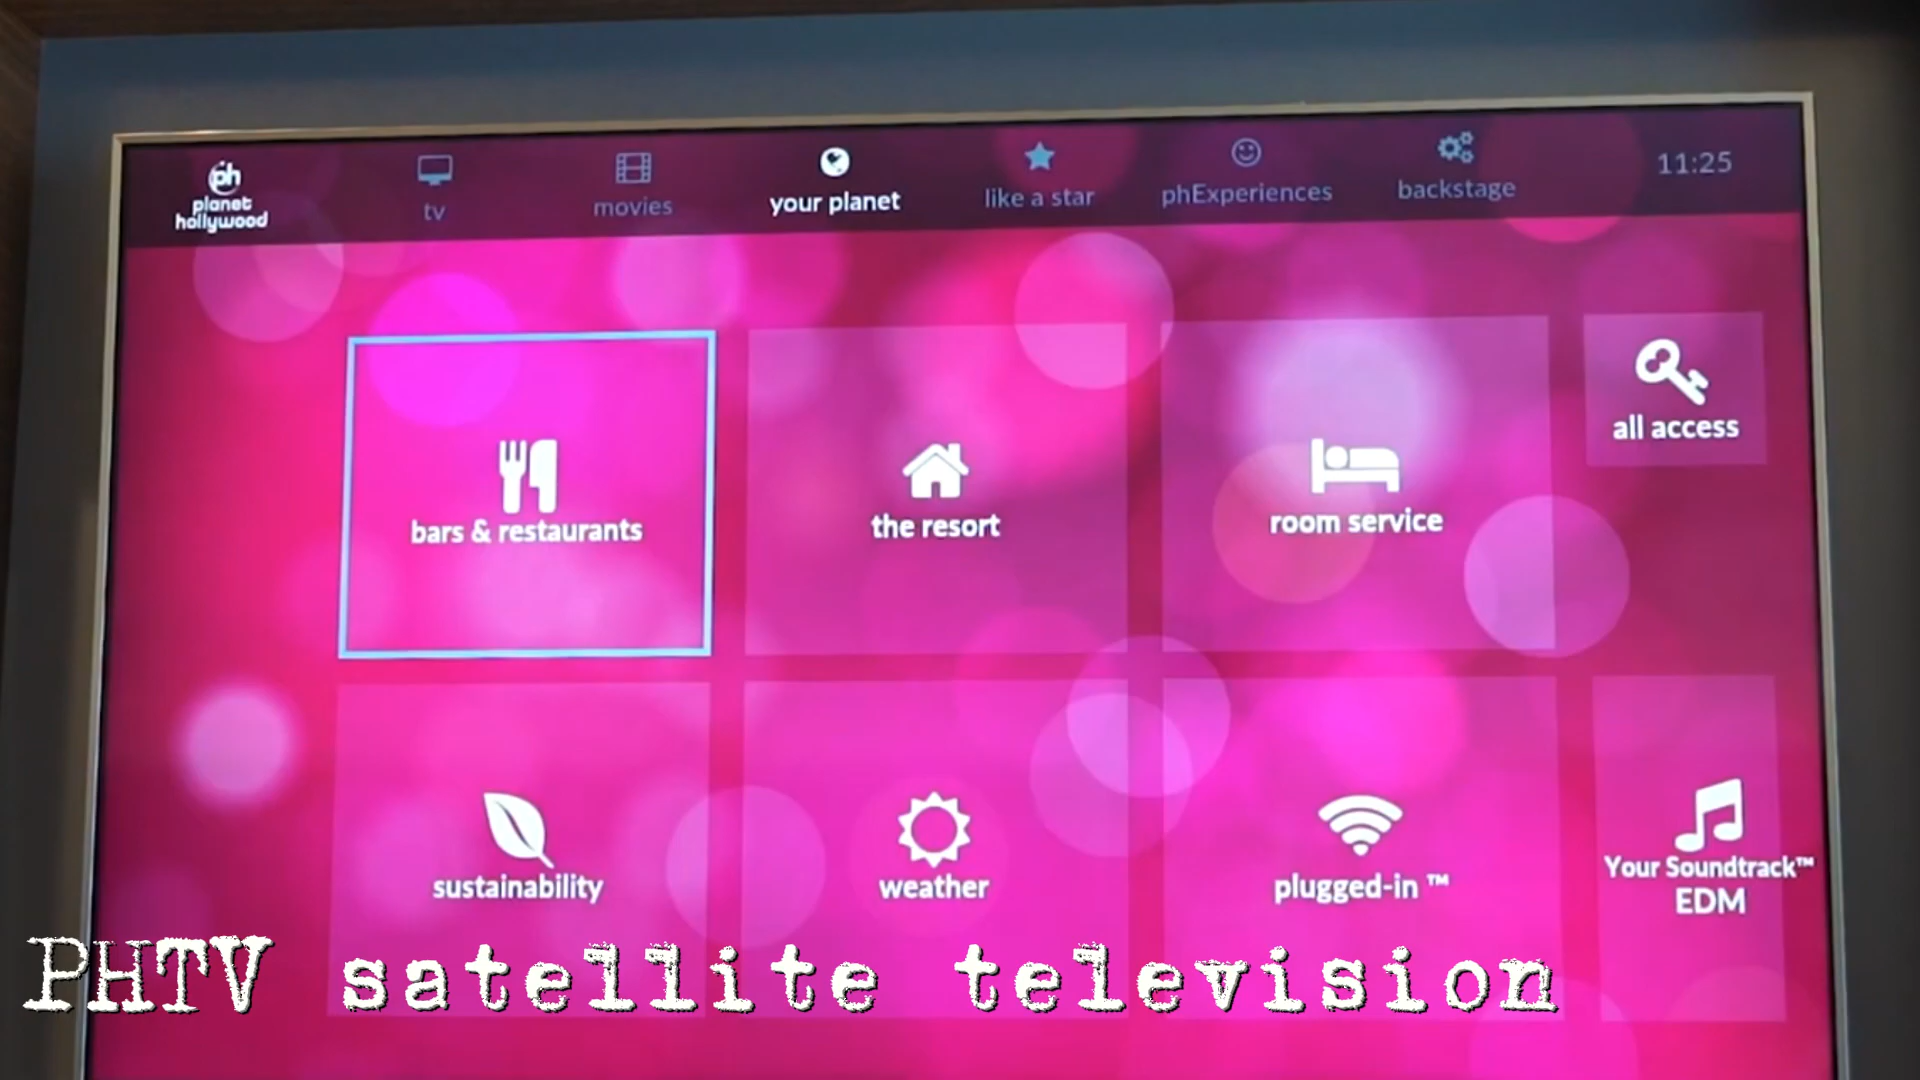 ph
planet
hollywood
tv
movies
your planet
like a star
phExperiences
backstage
11:25
bars & restaurants
the resort
room service
all access
sustainability
weather
plugged-in ™
Your Soundtrack™
EDM
PHTV satellite television